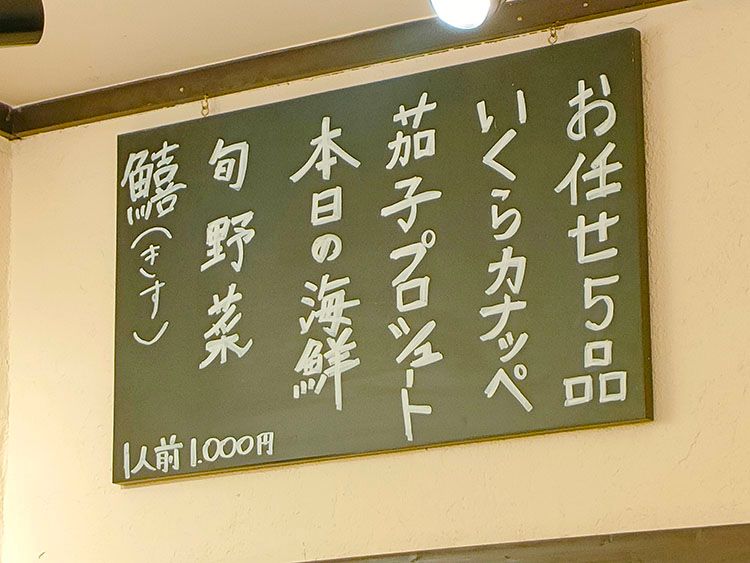 お任せ5品
いくらカナッペ
茄子プロシュート
本日の海鮮
旬野菜
鱚(きす)
1人前1.000円